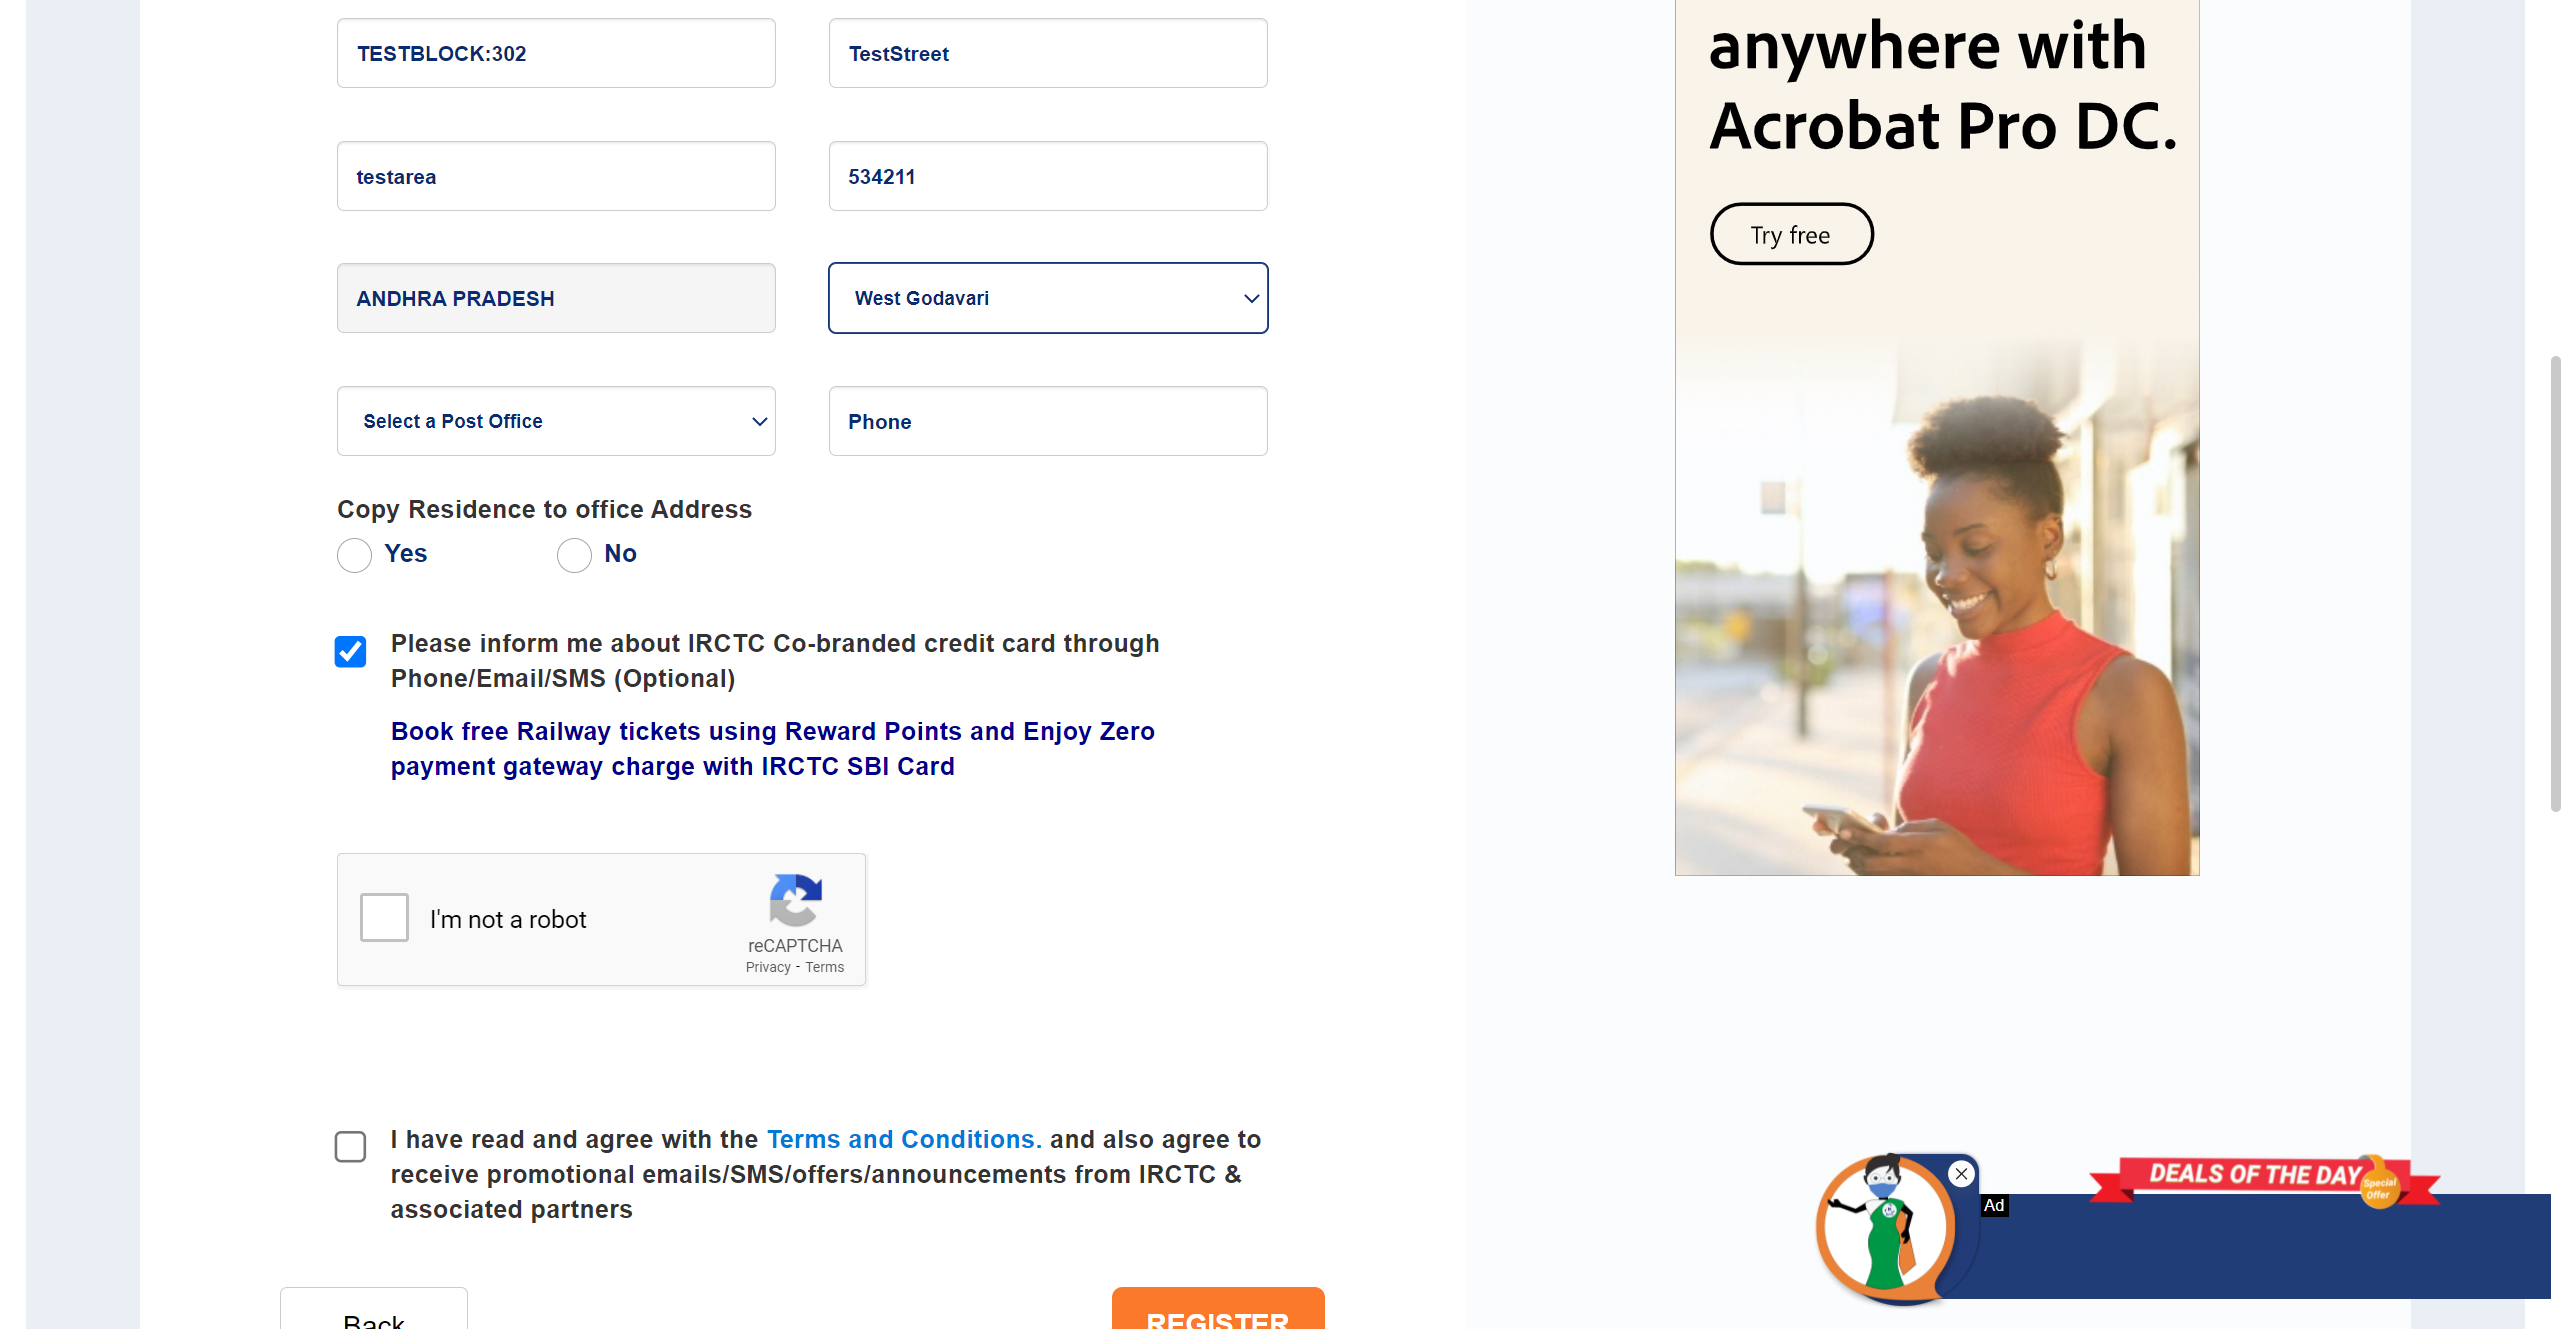 TESTBLOCK:302
TestStreet
testarea
534211
ANDHRA PRADESH
West Godavari
Select a Post Office
Phone
Copy Residence to office Address
Yes
No
Please inform me about IRCTC Co-branded credit card through
Phone/Email/SMS (Optional)
Book free Railway tickets using Reward Points and Enjoy Zero
payment gateway charge with IRCTC SBI Card
I'm not a robot
reCAPTCHA
Privacy - Terms
I have read and agree with the Terms and Conditions. and also agree to
receive promotional emails/SMS/offers/announcements from IRCTC &
associated partners
Back
REGISTER
anywhere with
Acrobat Pro DC.
Try free
DEALS OF THE DAY
Special
Offer
Ad